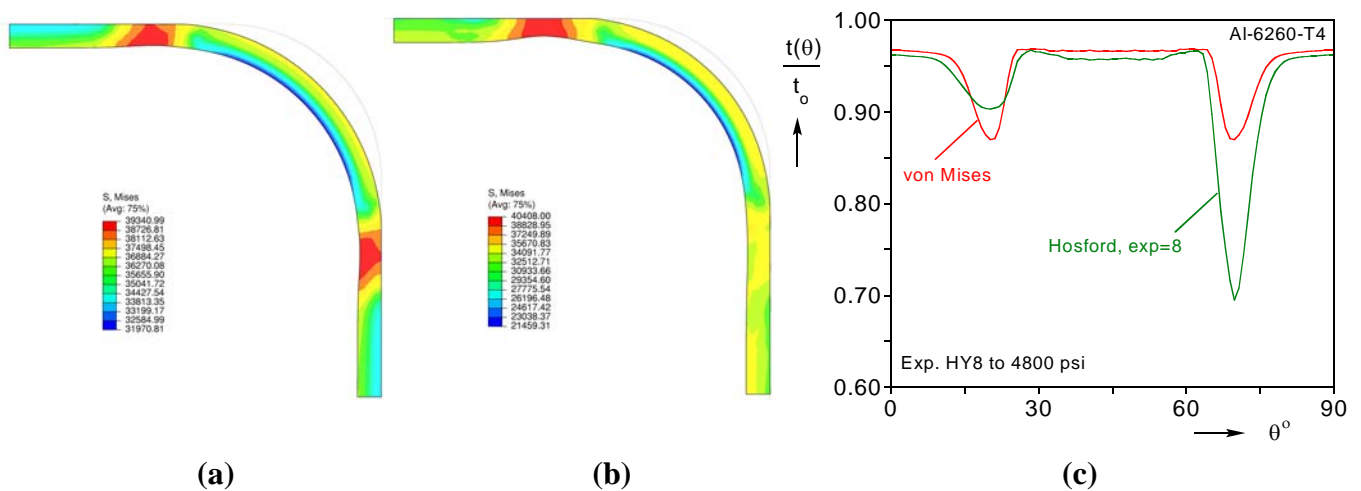 S, Mises
(Avg: 75%)
39340.99
38726.81
38112.63
37498.45
36884.27
36270.08
35655.90
35041.72
34427.54
33813.35
33199.17
32584.99
31970.81
(a)
S, Mises
(Avg: 75%)
40408.00
38828.95
37249.89
35670.83
34091.77
32512.71
30933.66
29354.60
27775.54
26196.48
24617.42
23038.37
21459.31
(b)
1.00
Al-6260-T4
t(θ)
t_o
0.90
von Mises
0.80
Hosford, exp=8
0.70
Exp. HY8 to 4800 psi
0.60
0
30
60
90
θ°
(c)